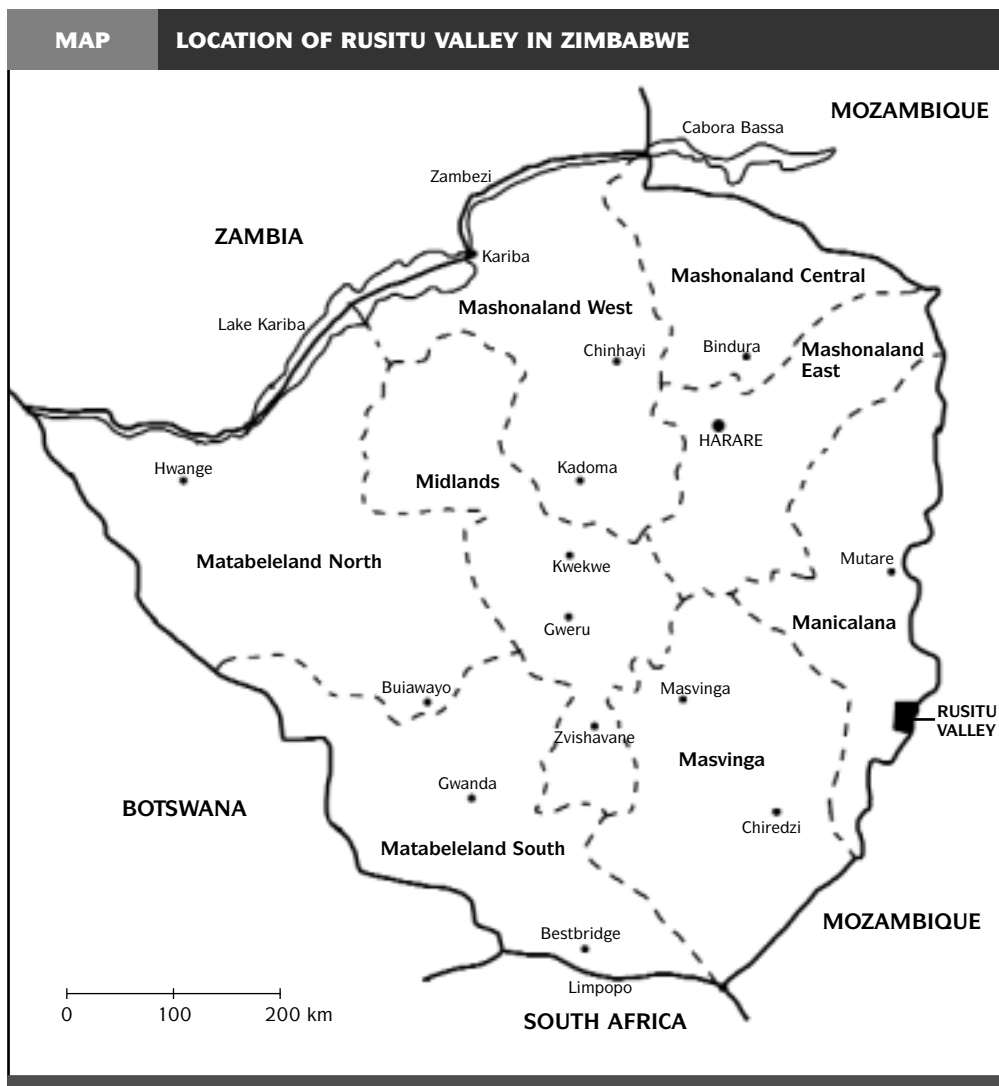 MAP
LOCATION OF RUSITU VALLEY IN ZIMBABWE
MOZAMBIQUE
Cabora Bassa
Zambezi
ZAMBIA
Kariba
Mashonaland Central
Mashonaland West
Lake Kariba
Chinhayi
Bindura
Mashonaland
East
HARARE
Hwange
Kadoma
Midlands
Matabeleland North
Kwekwe
Mutare
Gweru
Manicalana
Buiawayo
Masvinga
RUSITU
VALLEY
Zvishavane
Masvinga
Gwanda
BOTSWANA
Chiredzi
Matabeleland South
MOZAMBIQUE
Bestbridge
Limpopo
0 100 200 km
SOUTH AFRICA